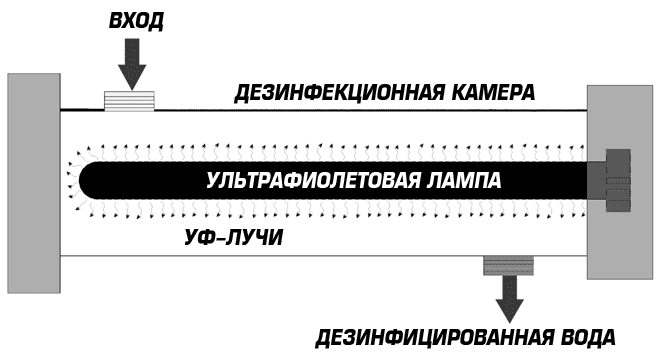 ВХОД
ДЕЗИНФЕКЦИОННАЯ КАМЕРА
УЛЬТРАФИОЛЕТОВАЯ ЛАМПА
УФ-ЛУЧИ
ДЕЗИНФИЦИРОВАННАЯ ВОДА